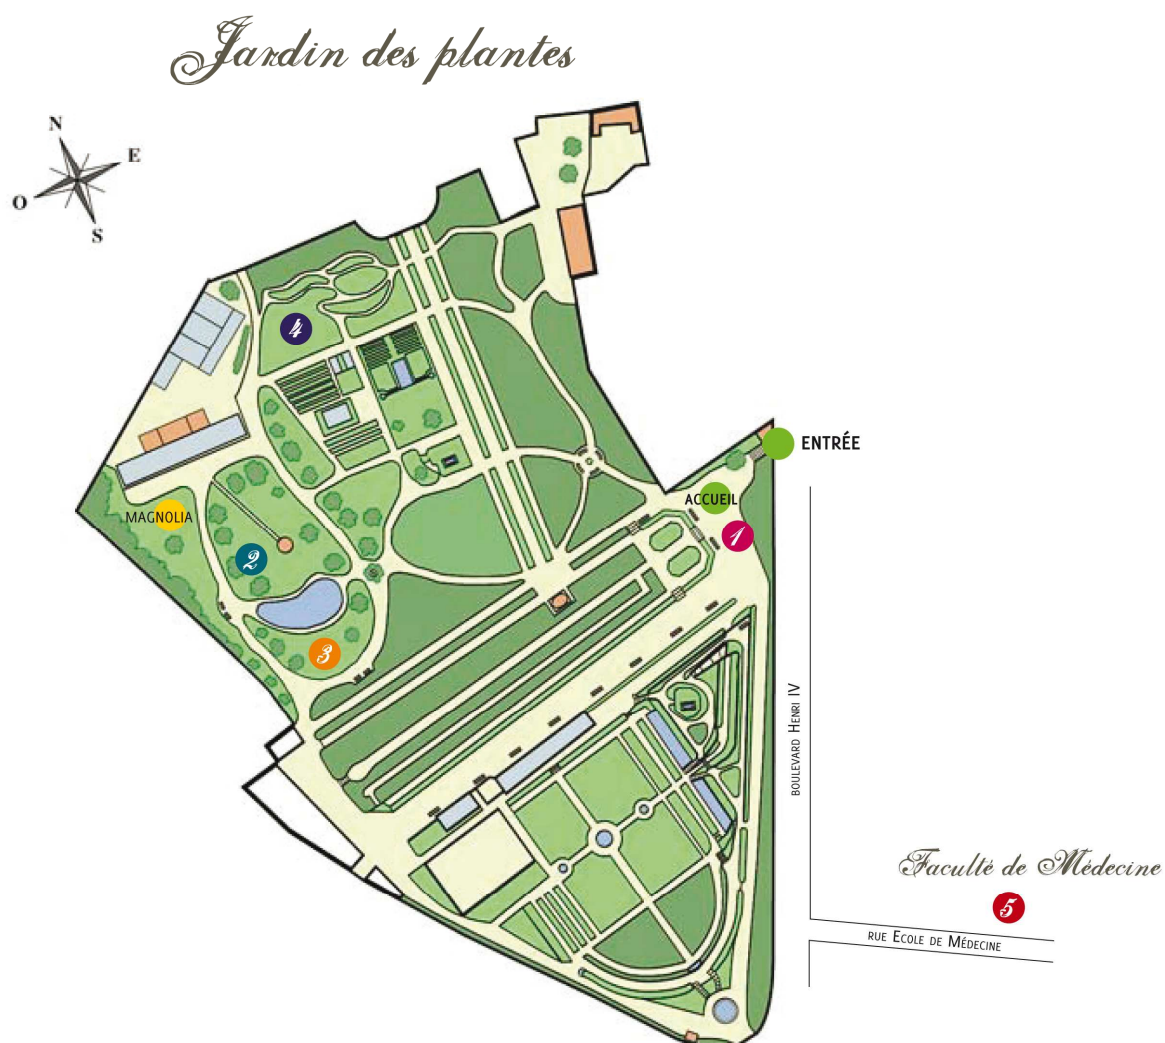 Jardin des plantes
N
E
O
S
4
ENTRÉE
ACCUEIL
MAGNOLIA
1
2
3
BOULEVARD HENRI IV
Faculté de Médecine
5
RUE ECOLE DE MÉDECINE